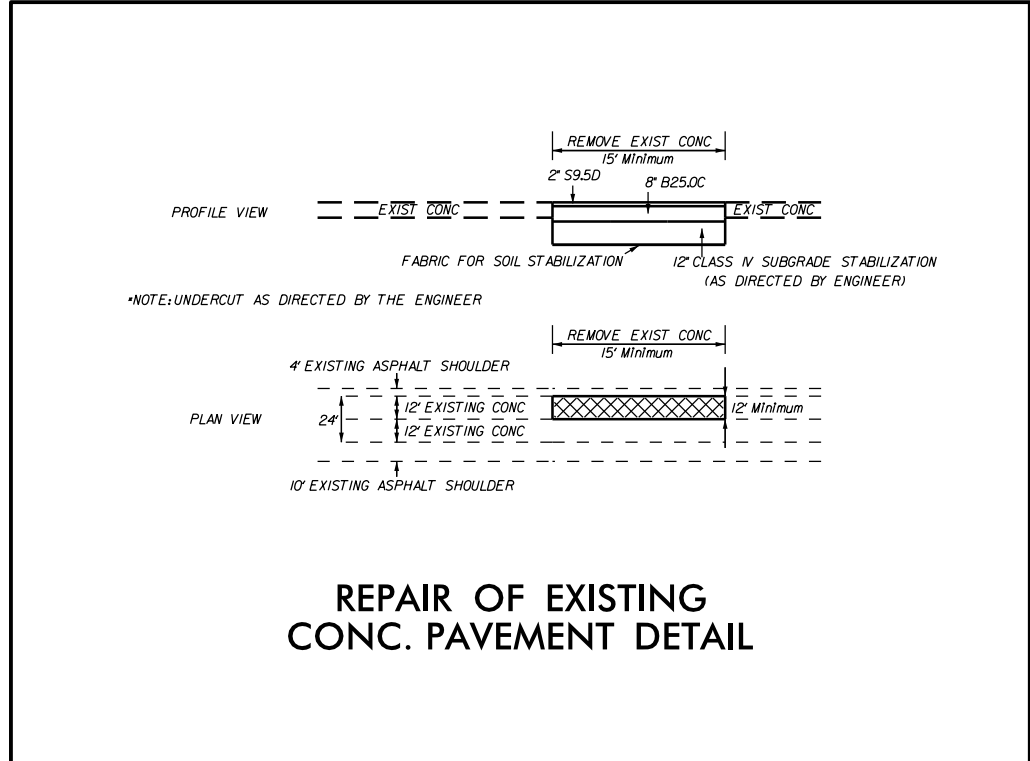 REMOVE EXIST CONC
15' Minimum
2" S9.5D
8" B25.0C
PROFILE VIEW
EXIST CONC
EXIST CONC
FABRIC FOR SOIL STABILIZATION
12" CLASS IV SUBGRADE STABILIZATION
(AS DIRECTED BY ENGINEER)
*NOTE: UNDERCUT AS DIRECTED BY THE ENGINEER
REMOVE EXIST CONC
15' Minimum
4' EXISTING ASPHALT SHOULDER
PLAN VIEW
24'
12' EXISTING CONC
12' Minimum
12' EXISTING CONC
10' EXISTING ASPHALT SHOULDER
REPAIR OF EXISTING
CONC. PAVEMENT DETAIL